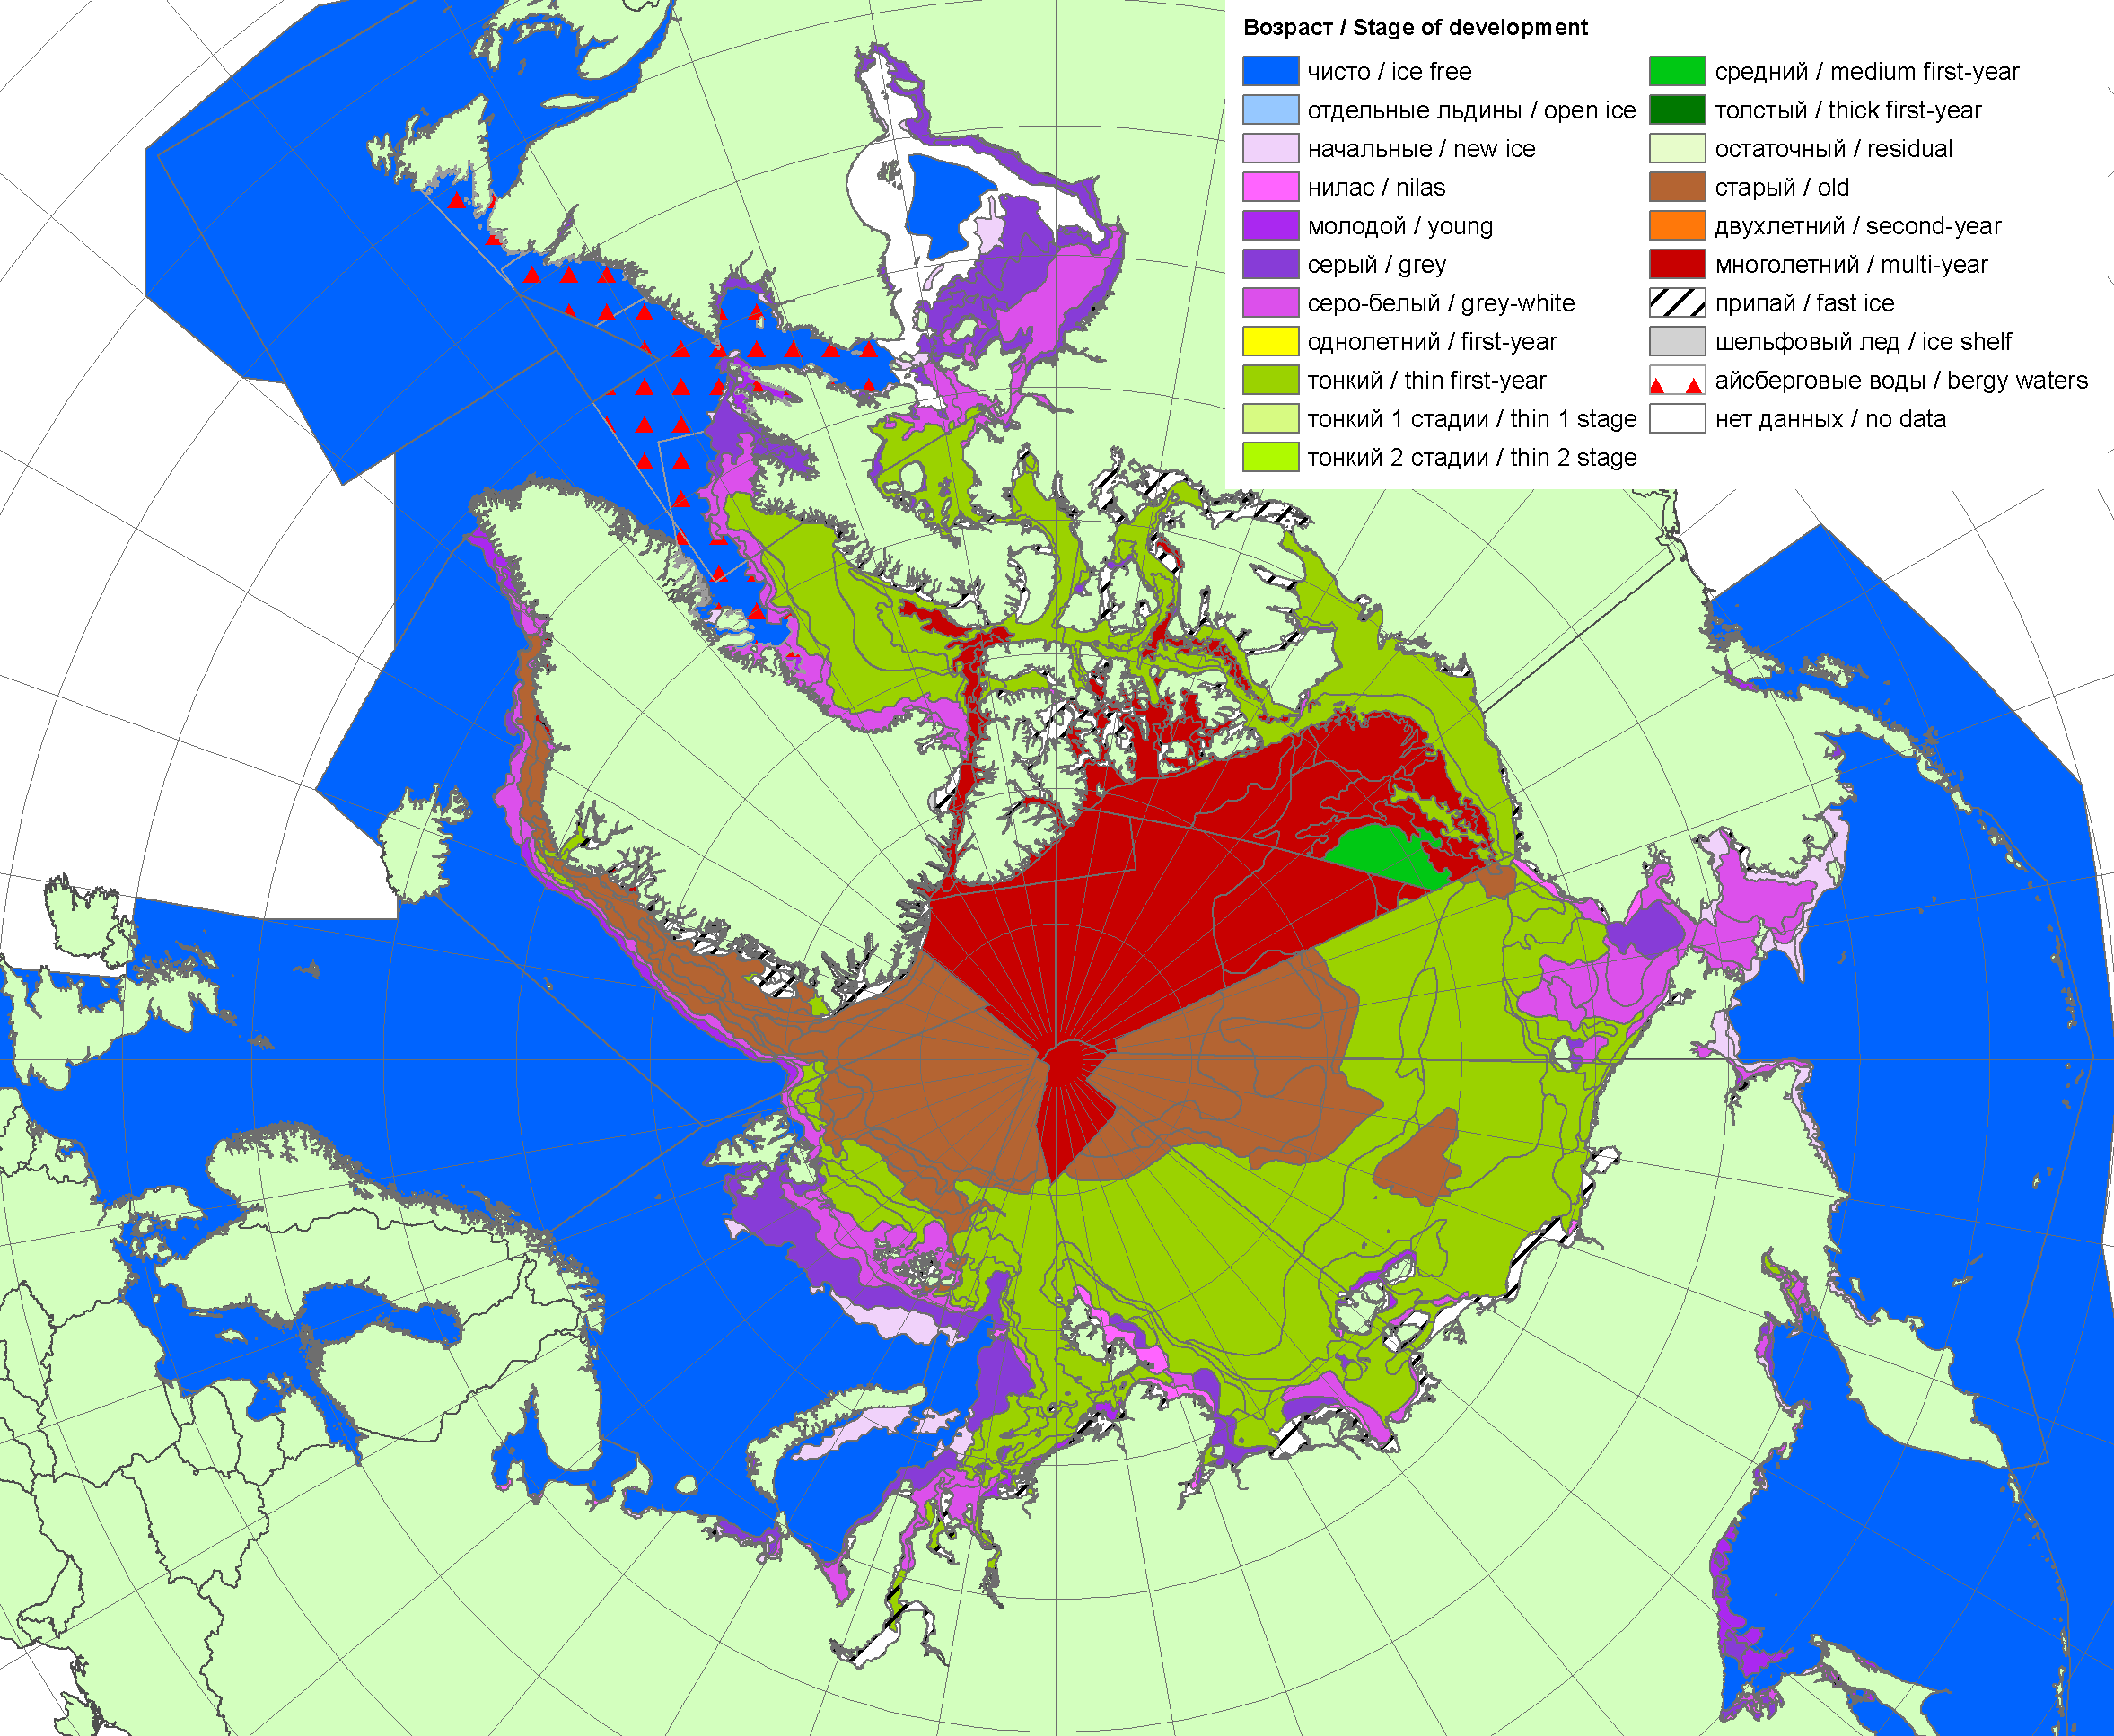 Возраст / Stage of development
чисто / ice free
отдельные льдины / open ice
начальные / new ice
нилас / nilas
молодой / young
серый / grey
серо-белый / grey-white
однолетний / first-year
тонкий / thin first-year
тонкий 1 стадии / thin 1 stage
тонкий 2 стадии / thin 2 stage
средний / medium first-year
толстый / thick first-year
остаточный / residual
старый / old
двухлетний / second-year
многолетний / multi-year
припай / fast ice
шельфовый лед / ice shelf
айсберговые воды / bergy waters
нет данных / no data